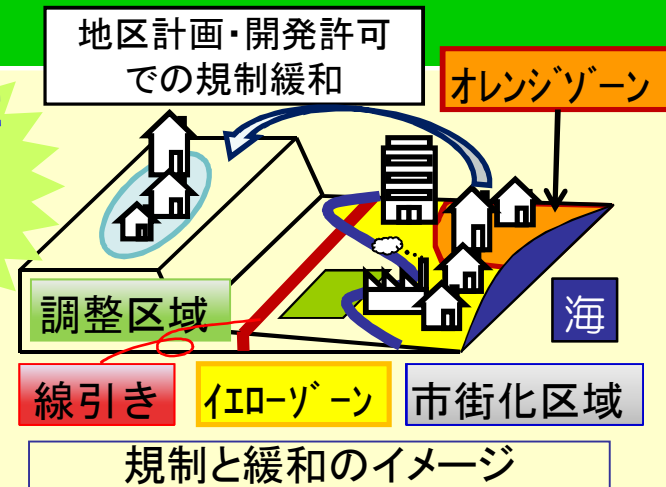 地区計画・開発許可
での規制緩和
オレンジゾーン
調整区域
海
線引き
イエローゾーン
市街化区域
規制と緩和のイメージ